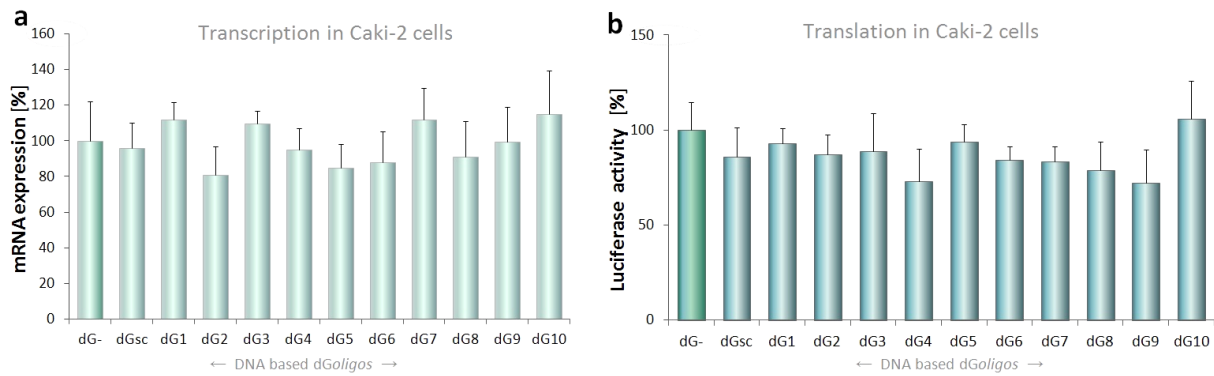 a
Transcription in Caki-2 cells
mRNA expression [%]
160
140
120
100
80
60
40
20
0
dG- dGsc dG1 dG2 dG3 dG4 dG5 dG6 dG7 dG8 dG9 dG10
← DNA based dGoligos →
b
Translation in Caki-2 cells
Luciferase activity [%]
150
100
50
0
dG- dGsc dG1 dG2 dG3 dG4 dG5 dG6 dG7 dG8 dG9 dG10
← DNA based dGoligos →